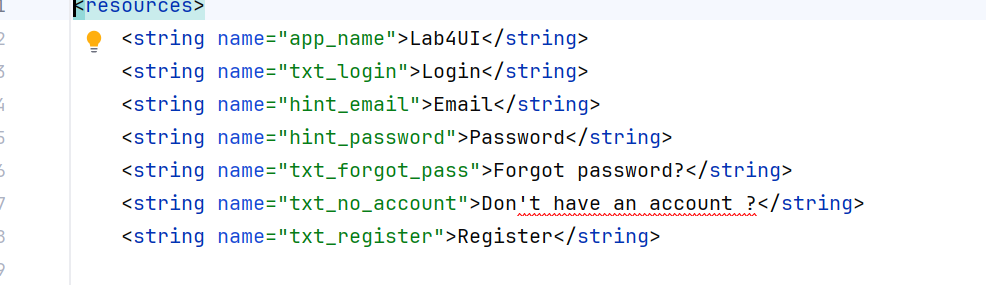 1 <resources>
2 <string name="app_name">Lab4UI</string>
3 <string name="txt_login">Login</string>
4 <string name="hint_email">Email</string>
5 <string name="hint_password">Password</string>
6 <string name="txt_forgot_pass">Forgot password?</string>
7 <string name="txt_no_account">Don't have an account ?</string>
8 <string name="txt_register">Register</string>
9